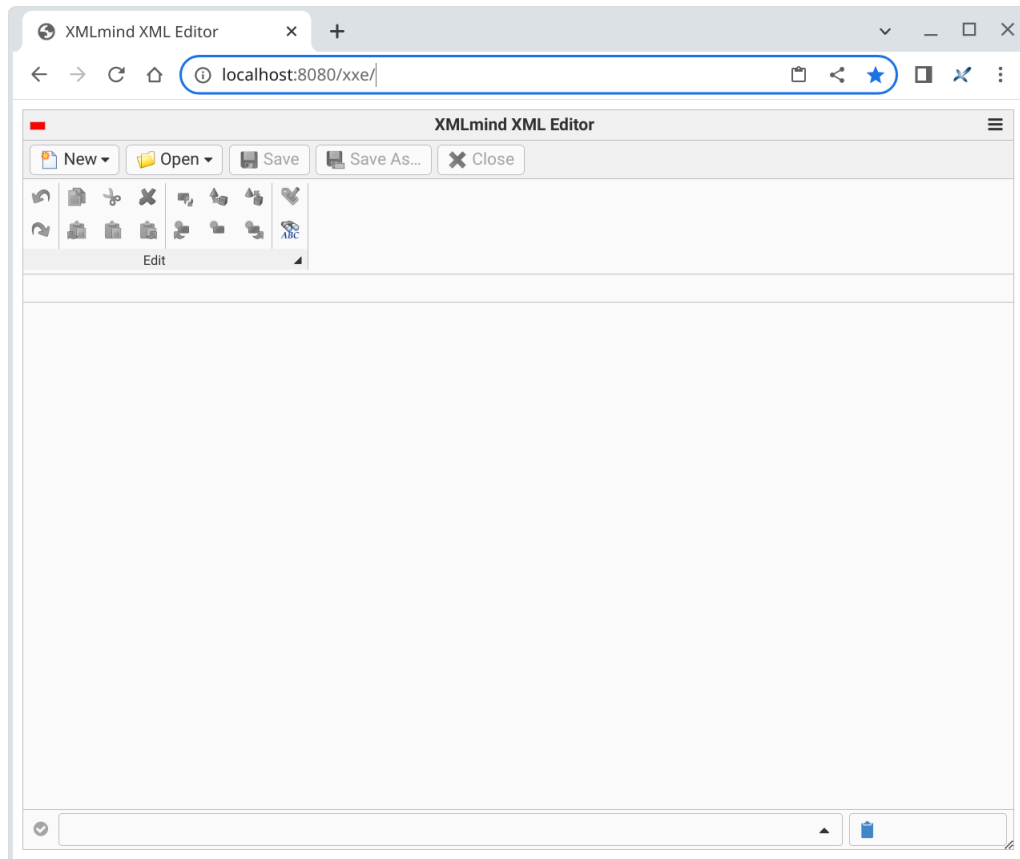 XMLmind XML Editor
localhost:8080/xxe/
XMLmind XML Editor
New Open Save Save As... Close
ABC
Edit